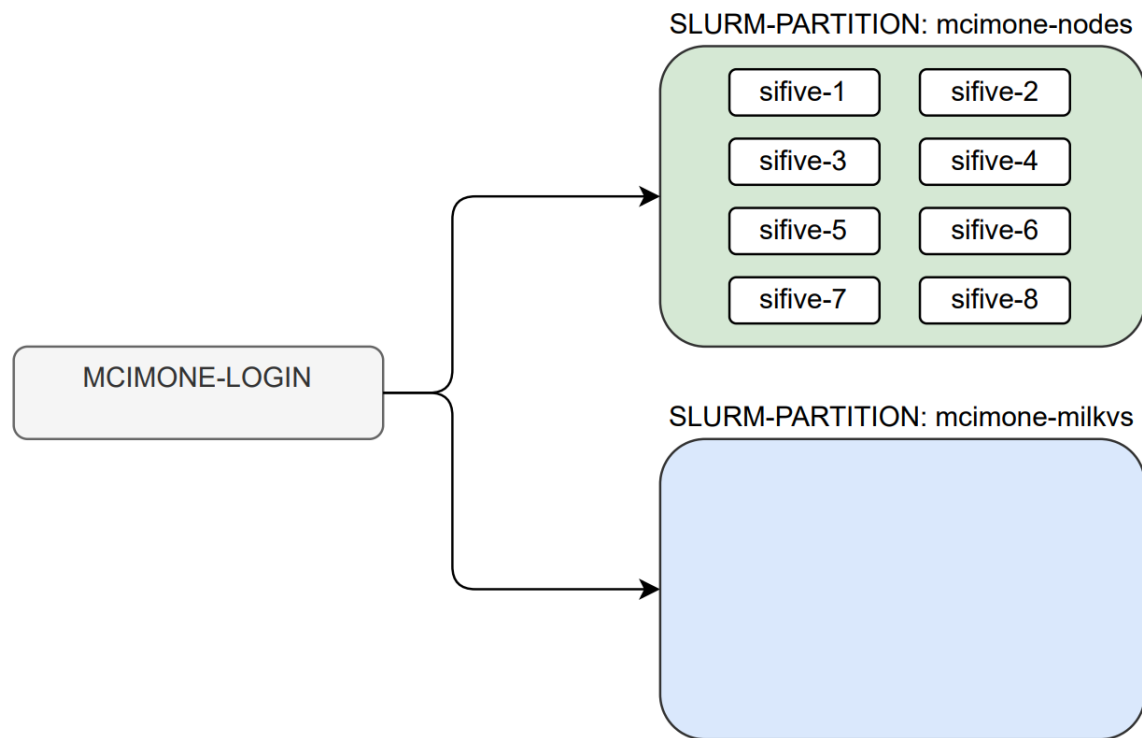 SLURM-PARTITION: mcimone-nodes
sifive-1
sifive-2
sifive-3
sifive-4
sifive-5
sifive-6
sifive-7
sifive-8
MCIMONE-LOGIN
SLURM-PARTITION: mcimone-milkvs